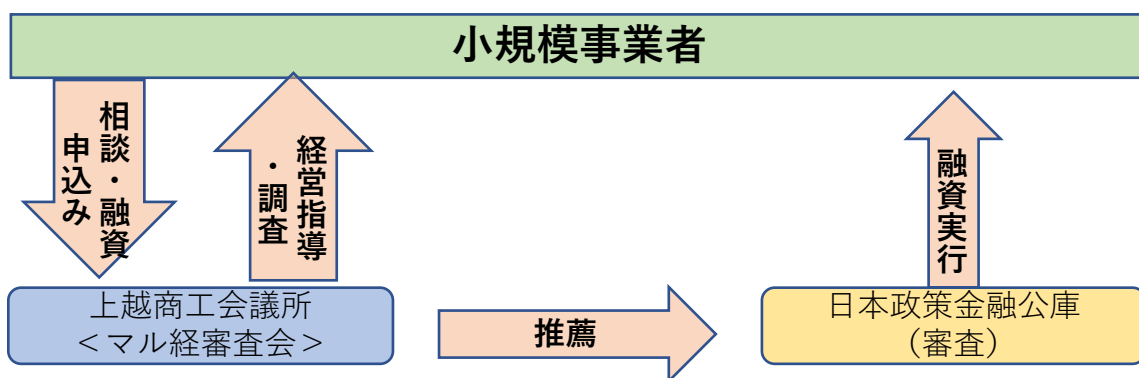 小規模事業者
相談・融資
申込み
経営指導
・調査
融資実行
上越商工会議所
＜マル経審査会＞
推薦
日本政策金融公庫
（審査）